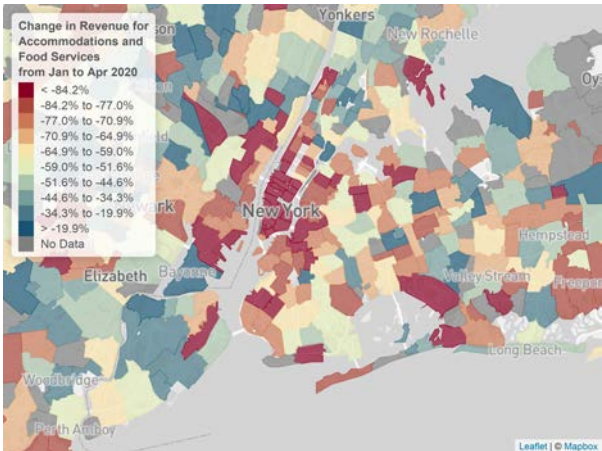 Change in Revenue for
Accommodations and
Food Services
from Jan to Apr 2020
< -84.2%
-84.2% to -77.0%
-77.0% to -70.9%
-70.9% to -64.9%
-64.9% to -59.0%
-59.0% to -51.6%
-51.6% to -44.6%
-44.6% to -34.3%
-34.3% to -19.9%
> -19.9%
No Data
Yonkers
New Rochelle
Oy
New York
Hempstead
Elizabeth
Bayonne
Valley Stream
Freepo
Long Beach
Woodbridge
Perth Amboy
Leaflet | © Mapbox